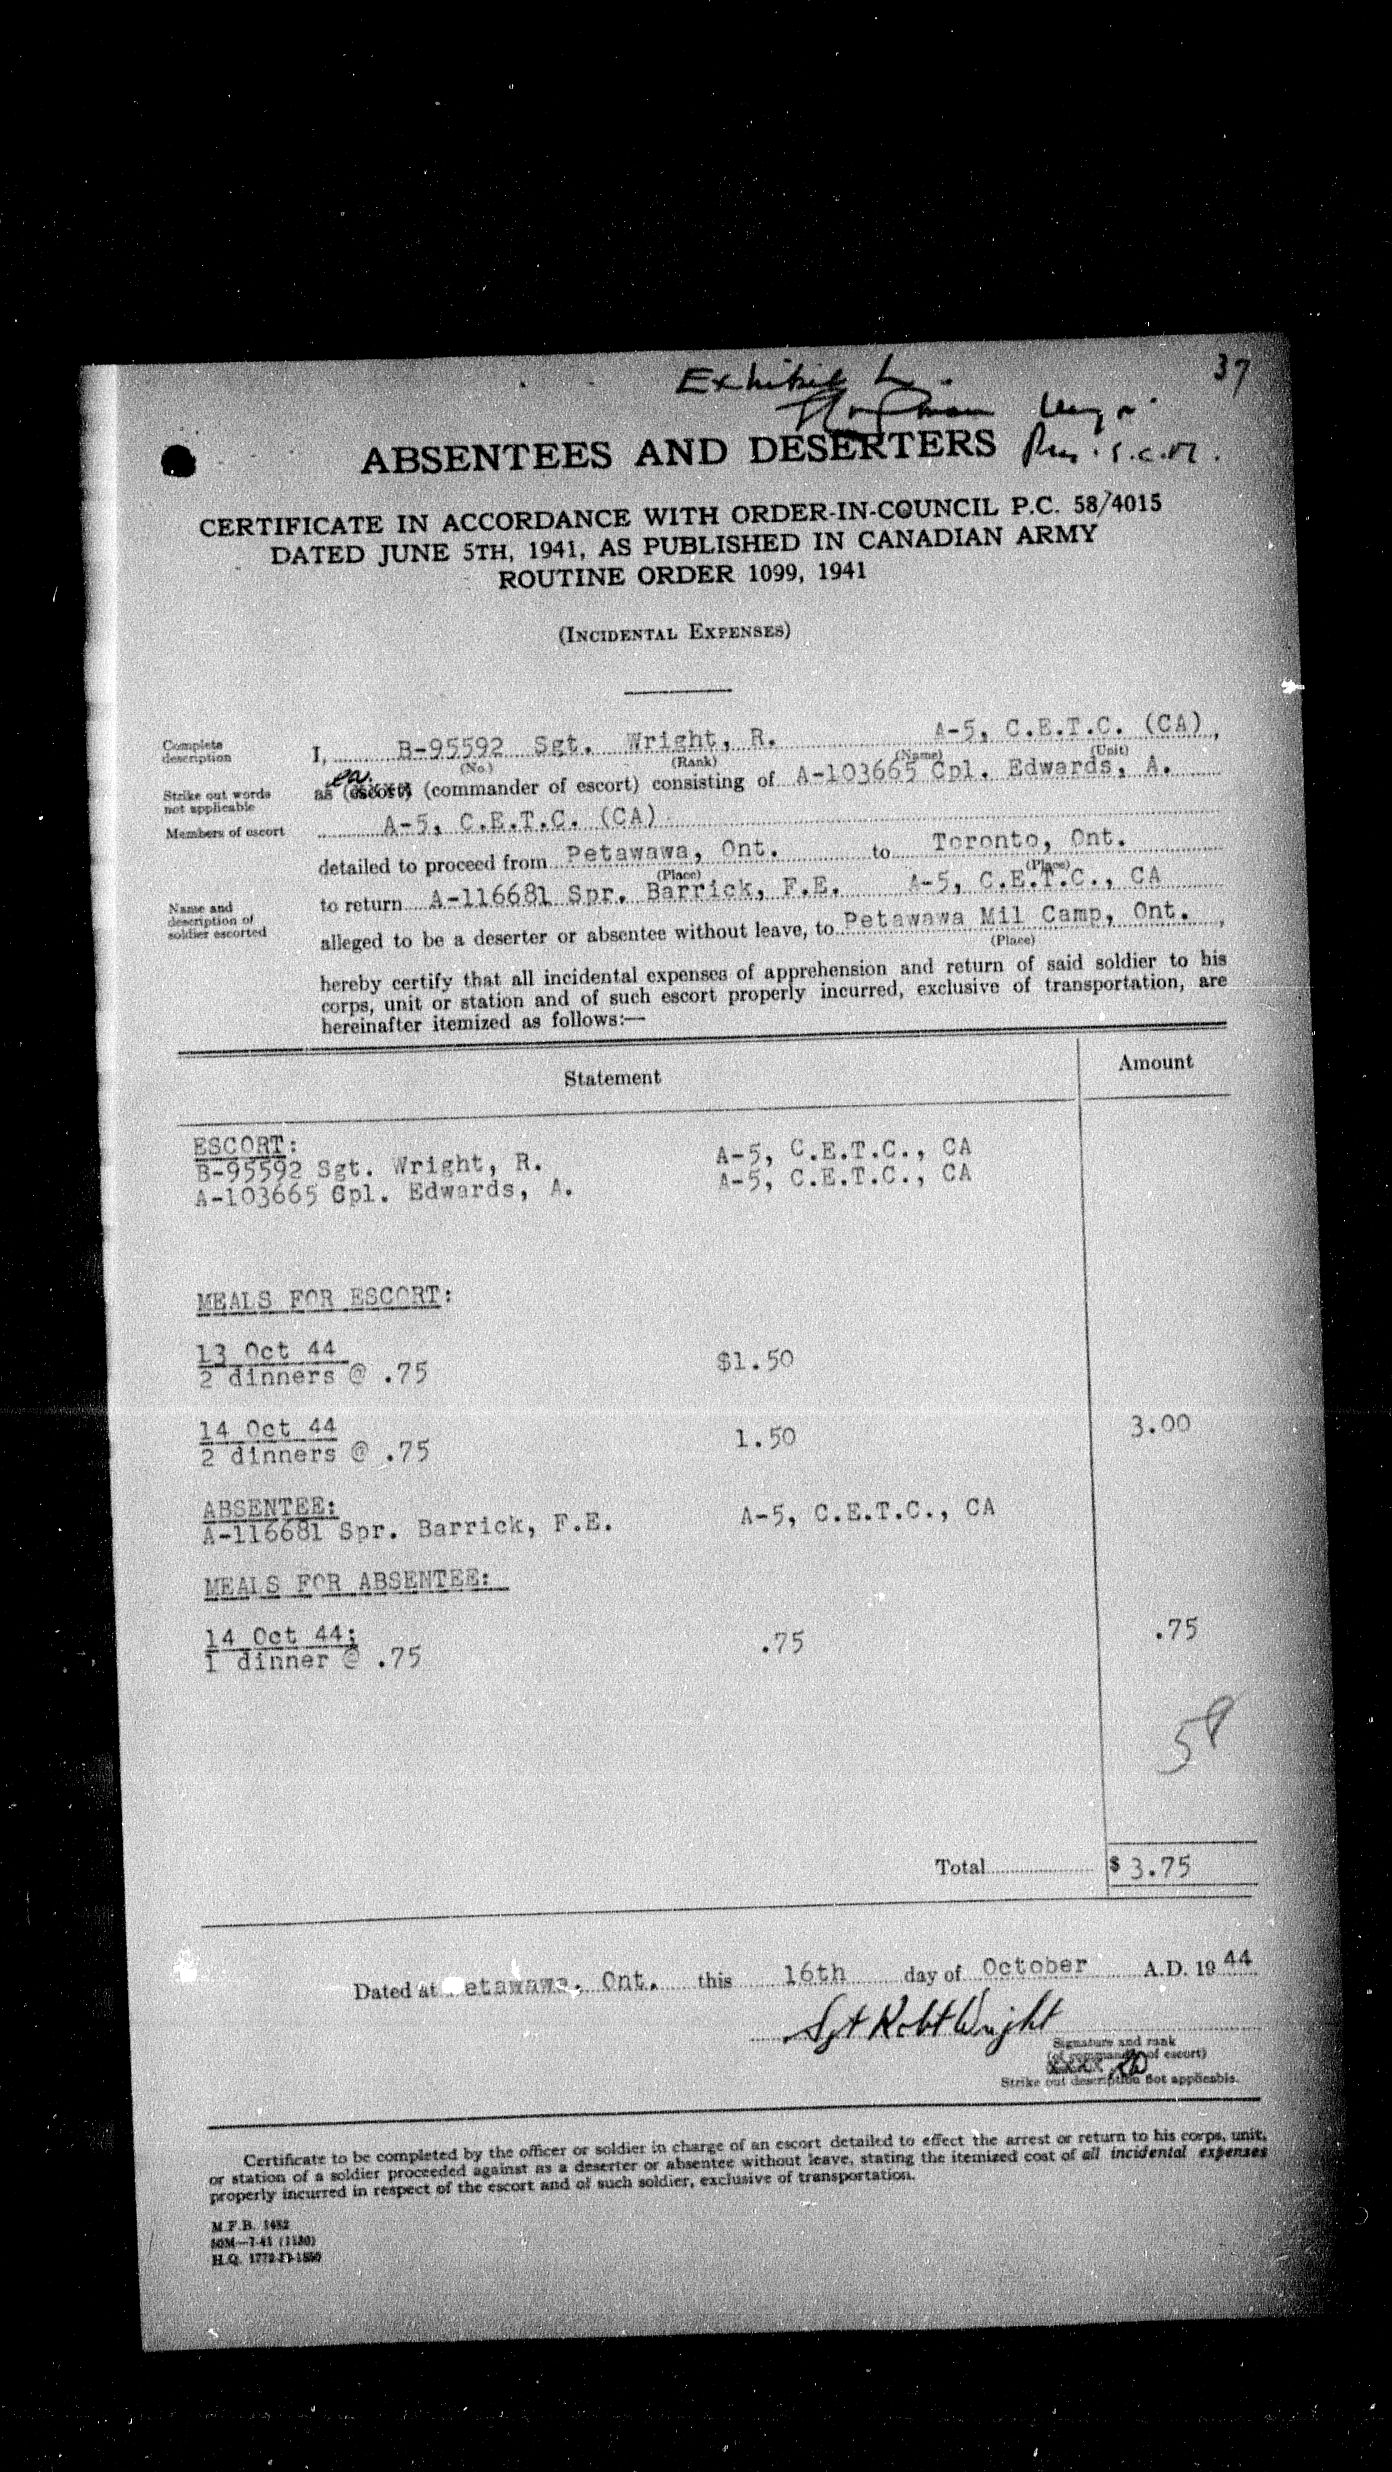 37
Exhibit L.
ABSENTEES AND DESERTERS
CERTIFICATE IN ACCORDANCE WITH ORDER-IN-COUNCIL P.C. 58/4015
DATED JUNE 5TH, 1941, AS PUBLISHED IN CANADIAN ARMY
ROUTINE ORDER 1099, 1941
(INCIDENTAL EXPENSES)
Complete description
I, B-95592 Sgt. Wright, R. A-5, C.E.T.C. (CA),
(No.) (Rank) (Name) (Unit)
Strike out words not applicable
as (escort) (commander of escort) consisting of A-103665 Cpl. Edwards, A.
Members of escort
A-5, C.E.T.C. (CA)
detailed to proceed from Petawawa, Ont. to Toronto, Ont.
(Place) (Place)
Name and description of soldier escorted
to return A-116681 Spr. Barrick, F.E. A-5, C.E.T.C., CA
alleged to be a deserter or absentee without leave, to Petawawa Mil Camp, Ont.,
(Place)
hereby certify that all incidental expenses of apprehension and return of said soldier to his
corps, unit or station and of such escort properly incurred, exclusive of transportation, are
hereinafter itemized as follows:—
Statement Amount
ESCORT:
B-95592 Sgt. Wright, R. A-5, C.E.T.C., CA
A-103665 Cpl. Edwards, A. A-5, C.E.T.C., CA
MEALS FOR ESCORT:
13 Oct 44
2 dinners @ .75 $1.50
14 Oct 44
2 dinners @ .75 1.50 3.00
ABSENTEE:
A-116681 Spr. Barrick, F.E. A-5, C.E.T.C., CA
MEALS FOR ABSENTEE:
14 Oct 44;
1 dinner @ .75 .75 .75
59
Total $ 3.75
Dated at etawawa, Ont. this 16th day of October A.D. 1944
Sgt Robt Wright
Signature and rank
(of commander of escort)
Strike out description not applicable.
Certificate to be completed by the officer or soldier in charge of an escort detailed to effect the arrest or return to his corps, unit,
or station of a soldier proceeded against as a deserter or absentee without leave, stating the itemized cost of all incidental expenses
properly incurred in respect of the escort and of such soldier, exclusive of transportation.
M.F.B. 1482
50M—7-41 (1130)
H.Q.